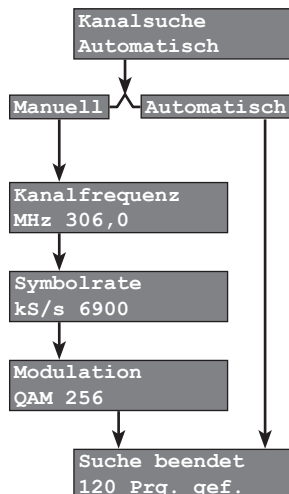 Kanalsuche
Automatisch
Manuell
Automatisch
Kanalfrequenz
MHz 306,0
Symbolrate
kS/s 6900
Modulation
QAM 256
Suche beendet
120 Prg. gef.